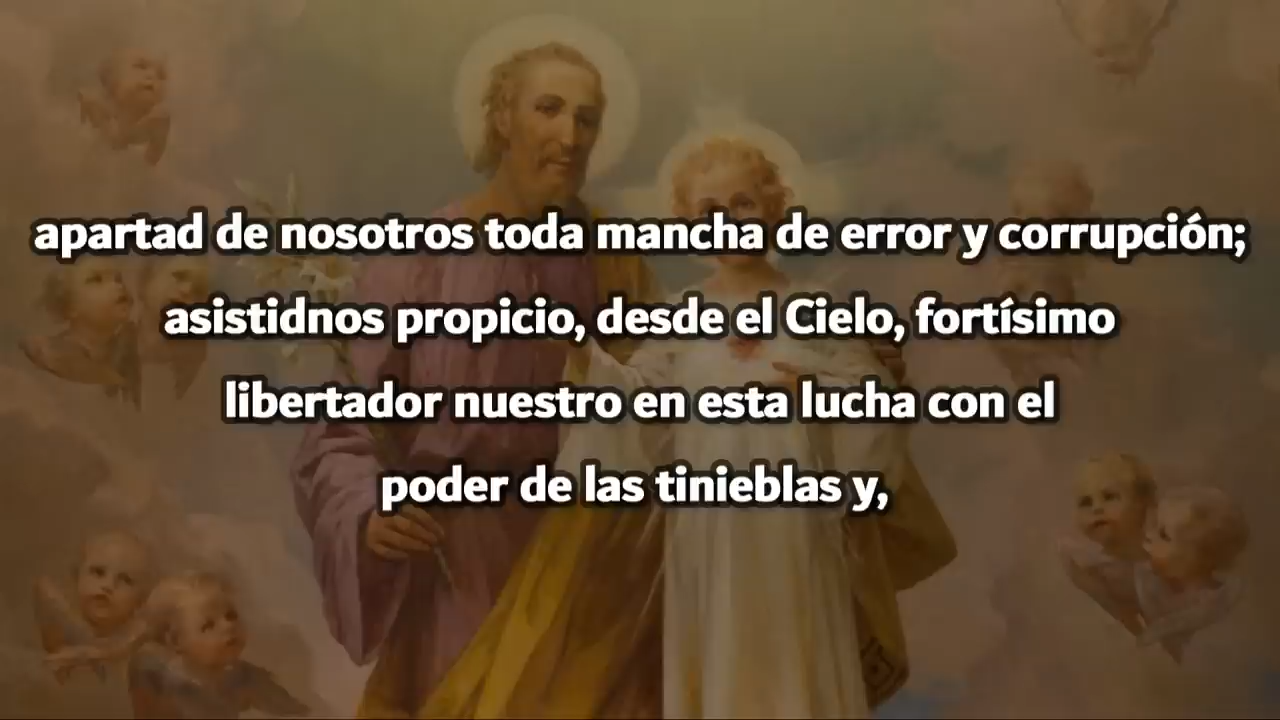 apartad de nosotros toda mancha de error y corrupción;
asistidnos propicio, desde el Cielo, fortísimo
libertador nuestro en esta lucha con el
poder de las tinieblas y,